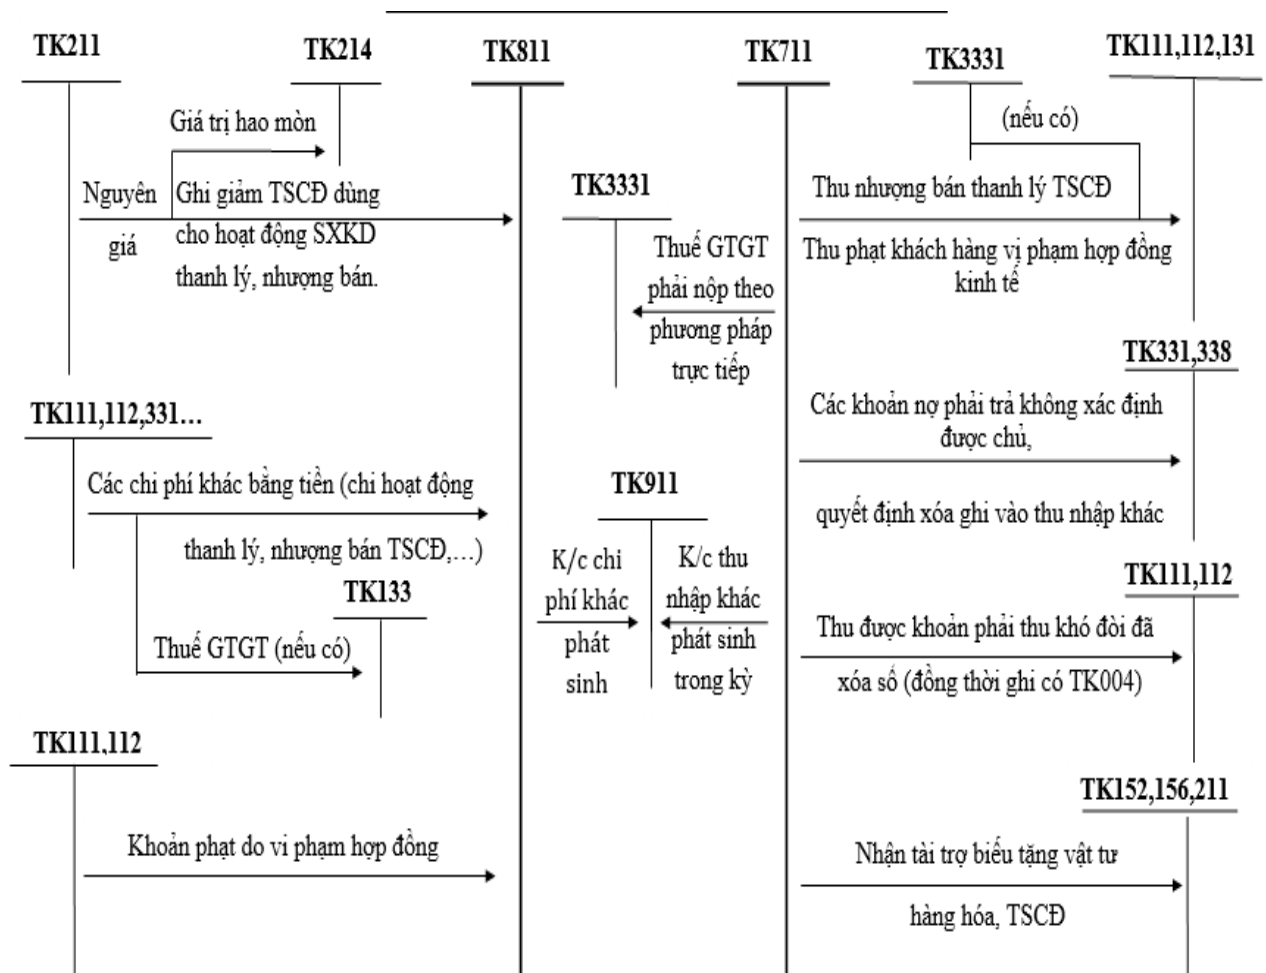 TK211
TK214
TK811
TK711
TK3331
TK111,112,131
Giá trị hao mòn
(nếu có)
Nguyên
giá
Ghi giảm TSCĐ dùng
cho hoạt động SXKD
thanh lý, nhượng bán.
TK3331
Thu nhượng bán thanh lý TSCĐ
Thuế GTGT
phải nộp theo
phương pháp
trực tiếp
Thu phạt khách hàng vị phạm hợp đồng
kinh tế
TK331,338
TK111,112,331...
Các khoản nợ phải trả không xác định
được chủ,
quyết định xóa ghi vào thu nhập khác
Các chi phí khác bằng tiền (chi hoạt động
thanh lý, nhượng bán TSCĐ,...)
TK911
K/c chi
phí khác
phát
sinh
K/c thu
nhập khác
phát sinh
trong kỳ
TK133
Thuế GTGT (nếu có)
TK111,112
Thu được khoản phải thu khó đòi đã
xóa sổ (đồng thời ghi có TK004)
TK111,112
Khoản phạt do vi phạm hợp đồng
TK152,156,211
Nhận tài trợ biếu tặng vật tư
hàng hóa, TSCĐ